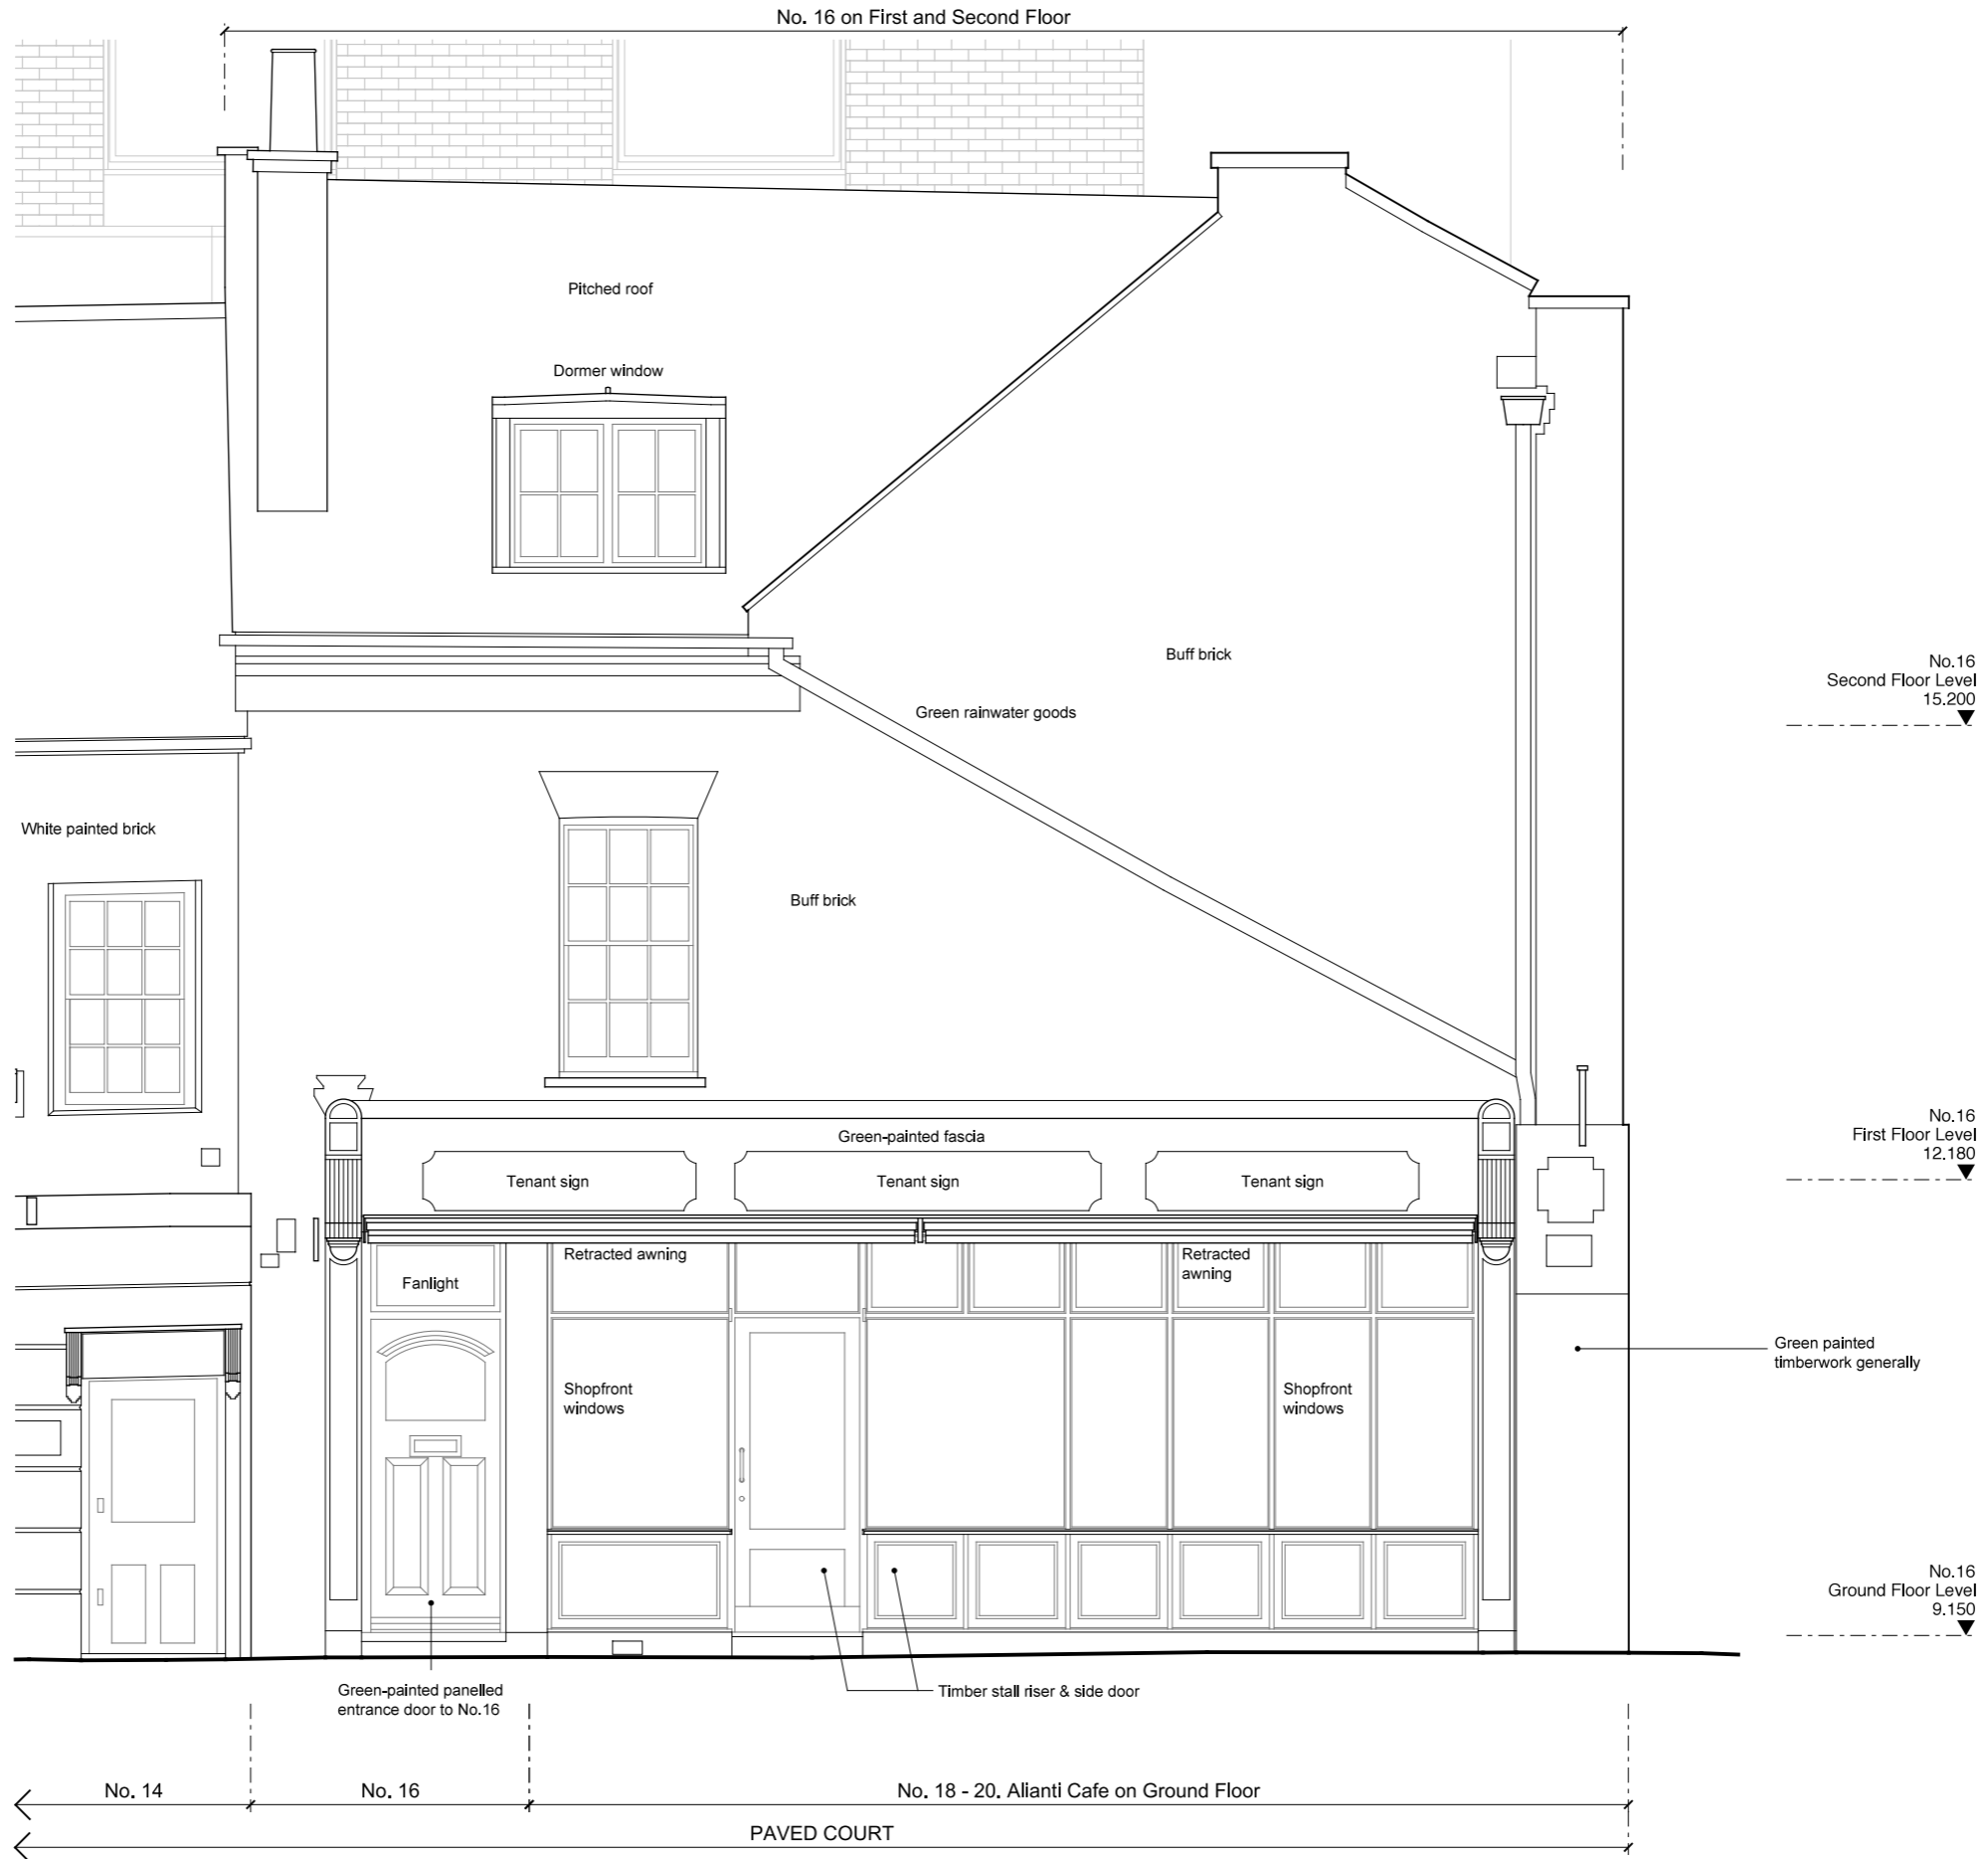 No. 16 on First and Second Floor
Pitched roof
Dormer window
Buff brick
No.16
Second Floor Level
15.200
Green rainwater goods
White painted brick
Buff brick
No.16
First Floor Level
12.180
Green-painted fascia
Tenant sign
Tenant sign
Tenant sign
Retracted awning
Retracted
awning
Fanlight
Green painted
timberwork generally
Shopfront
windows
Shopfront
windows
No.16
Ground Floor Level
9.150
Green-painted panelled
entrance door to No.16
Timber stall riser & side door
No. 14
No. 16
No. 18 - 20. Alianti Cafe on Ground Floor
PAVED COURT